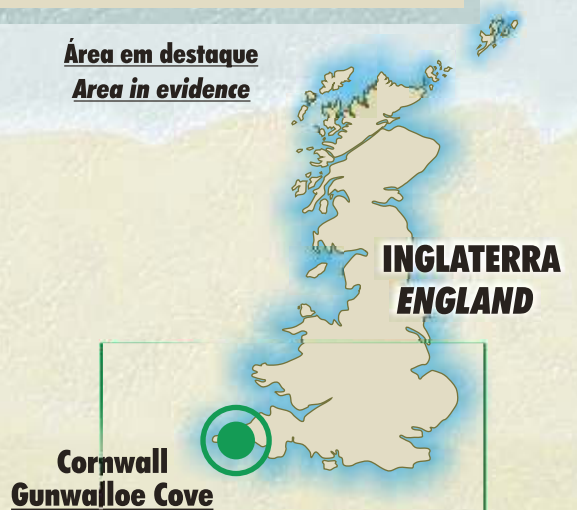 Área em destaque
Area in evidence
INGLATERRA
ENGLAND
Cornwall
Gunwalloe Cove